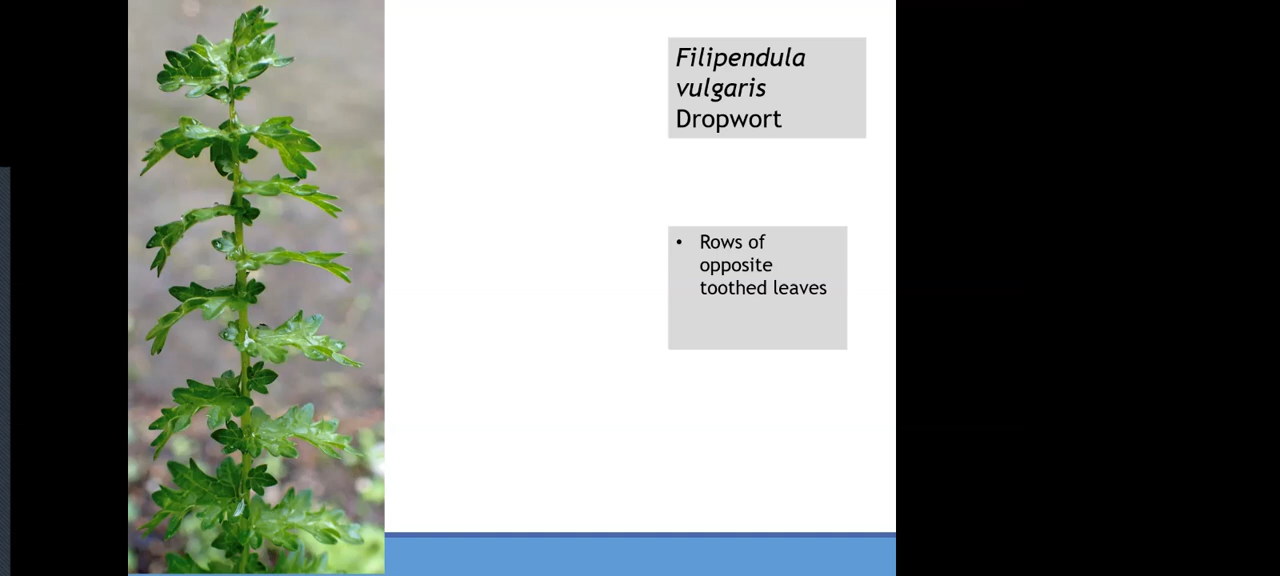 Filipendula
vulgaris
Dropwort
• Rows of
opposite
toothed leaves